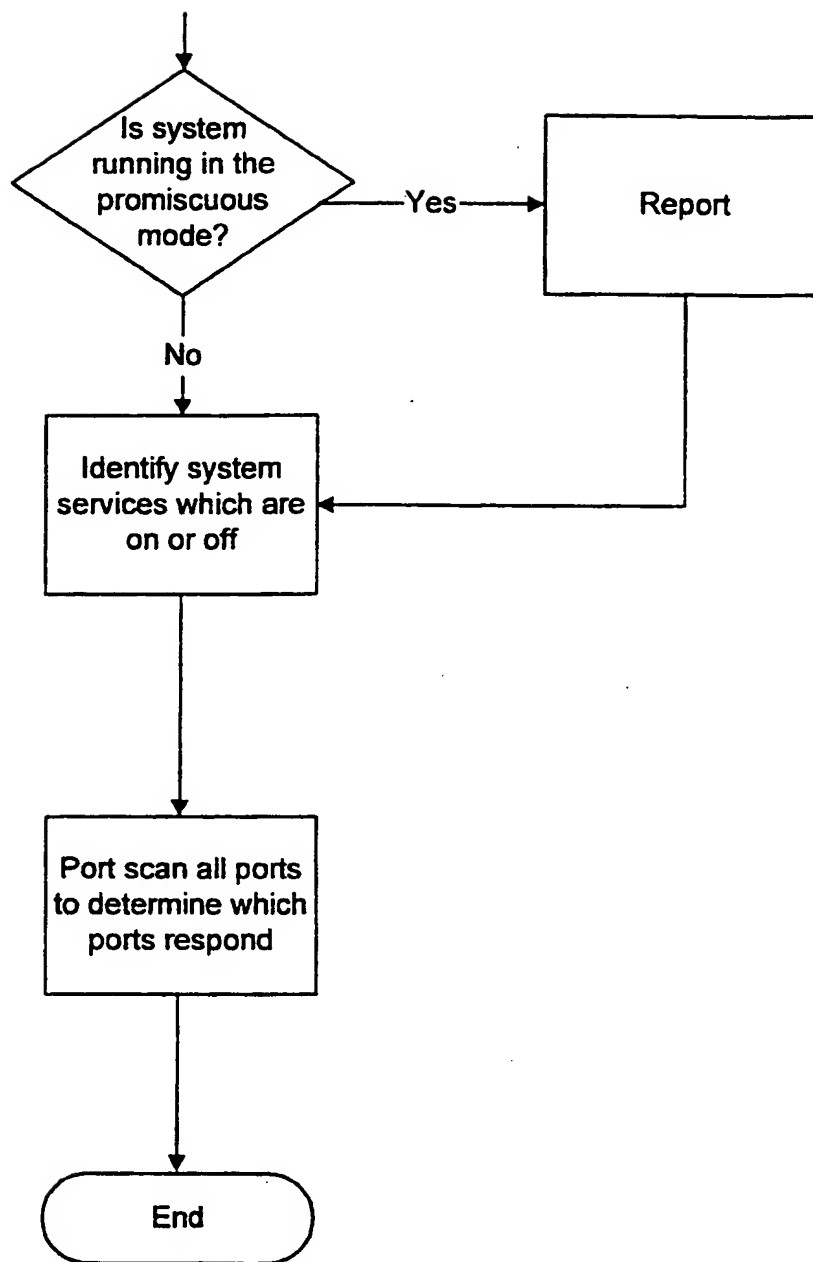 Is system
running in the
promiscuous
mode?
Yes
Report
No
Identify system
services which are
on or off
Port scan all ports
to determine which
ports respond
End